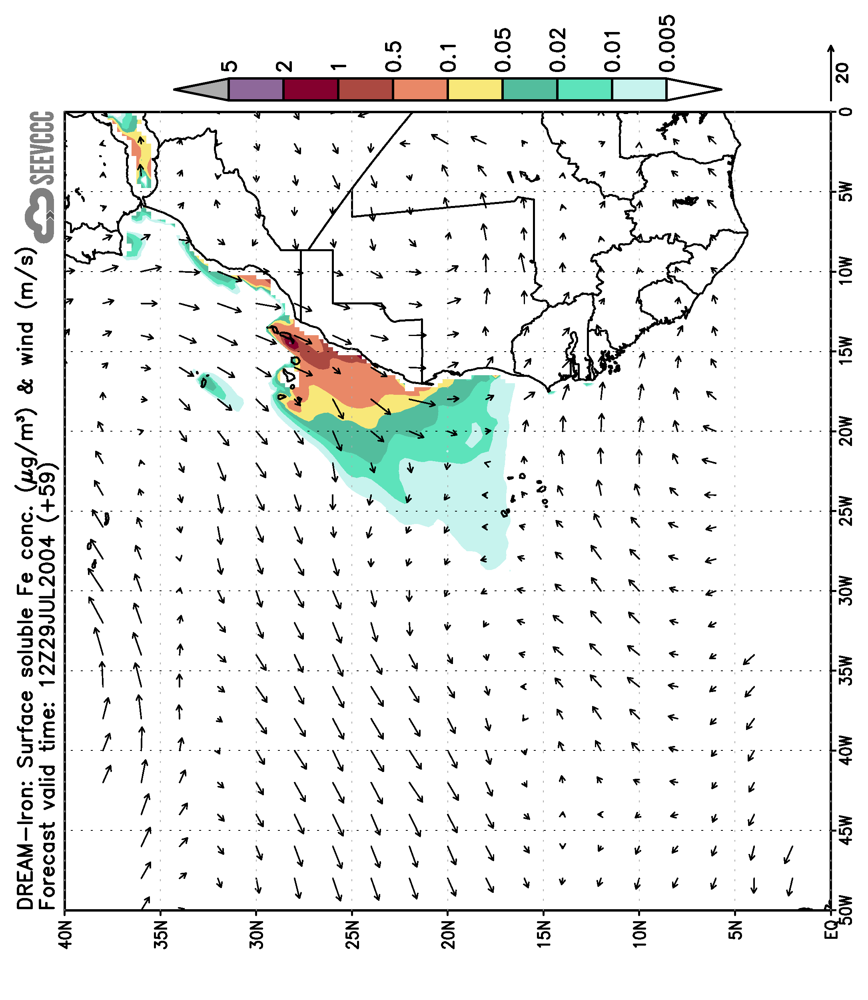 DREAM-Iron: Surface soluble Fe conc. (μg/m³) & wind (m/s)
Forecast valid time: 12Z29JUL2004 (+59)
SEEVCCC
40N
35N
30N
25N
20N
15N
10N
5N
EQ
50W
45W
40W
35W
30W
25W
20W
15W
10W
5W
0
5
2
1
0.5
0.1
0.05
0.02
0.01
0.005
20